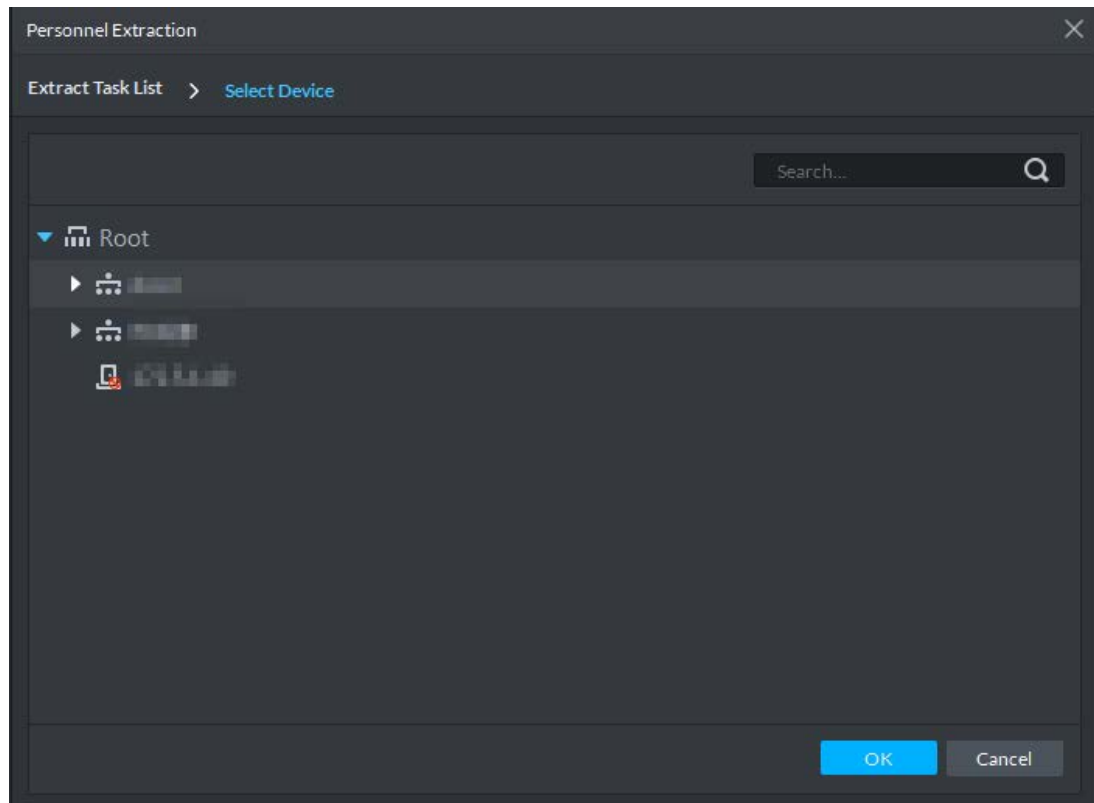 Personnel Extraction
Extract Task List > Select Device
Search...
Root
OK Cancel